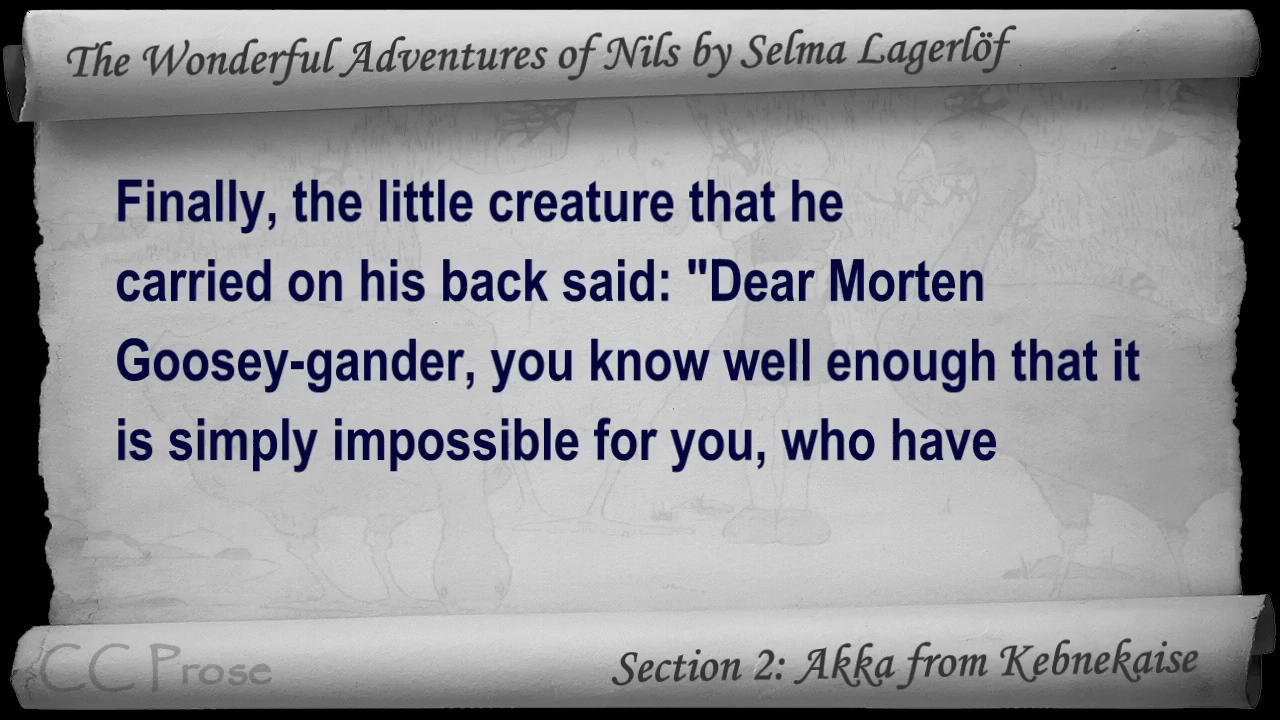 The Wonderful Adventures of Nils by Selma Lagerlöf
Finally, the little creature that he
carried on his back said: "Dear Morten
Goosey-gander, you know well enough that it
is simply impossible for you, who have
CC Prose
Section 2: Akka from Kebnekaise